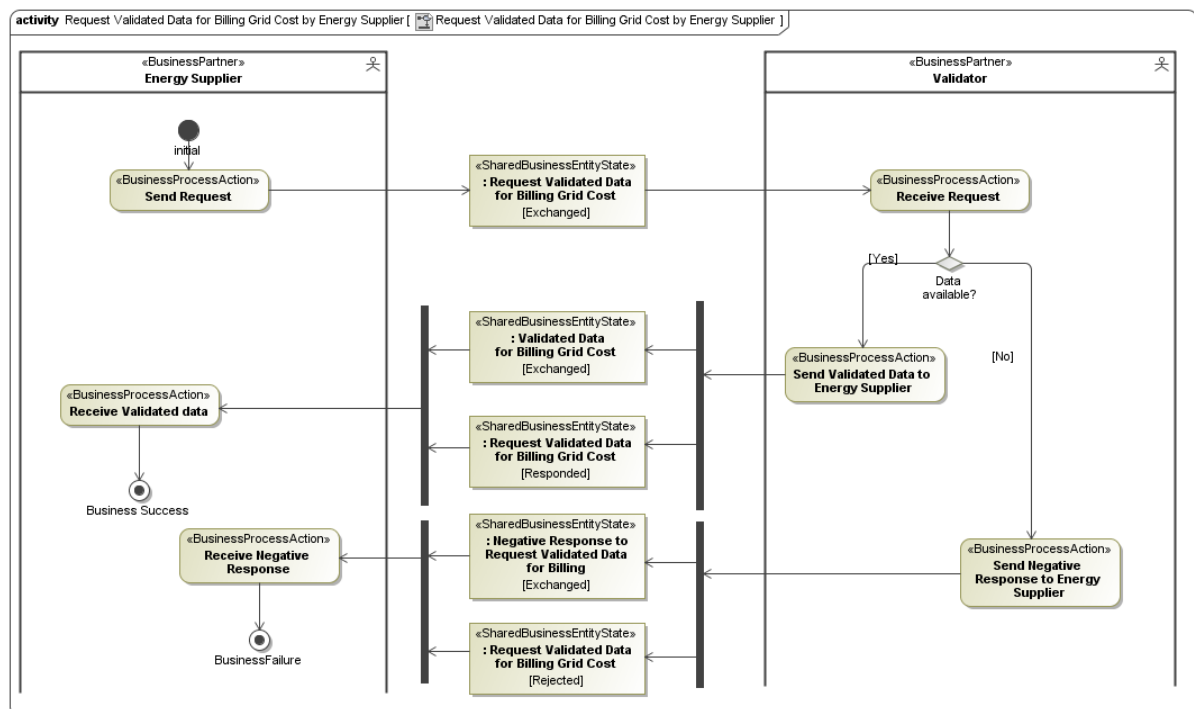 activity Request Validated Data for Billing Grid Cost by Energy Supplier [ Request Validated Data for Billing Grid Cost by Energy Supplier ]
«BusinessPartner»
Energy Supplier
«BusinessPartner»
Validator
initial
«BusinessProcessAction»
Send Request
«SharedBusinessEntityState»
: Request Validated Data
for Billing Grid Cost
[Exchanged]
«BusinessProcessAction»
Receive Request
[Yes]
Data
available?
[No]
«SharedBusinessEntityState»
: Validated Data
for Billing Grid Cost
[Exchanged]
«BusinessProcessAction»
Send Validated Data to
Energy Supplier
«BusinessProcessAction»
Receive Validated data
«SharedBusinessEntityState»
: Request Validated Data
for Billing Grid Cost
[Responded]
Business Success
«SharedBusinessEntityState»
: Negative Response to
Request Validated Data
for Billing
[Exchanged]
«BusinessProcessAction»
Receive Negative
Response
«BusinessProcessAction»
Send Negative
Response to Energy
Supplier
BusinessFailure
«SharedBusinessEntityState»
: Request Validated Data
for Billing Grid Cost
[Rejected]